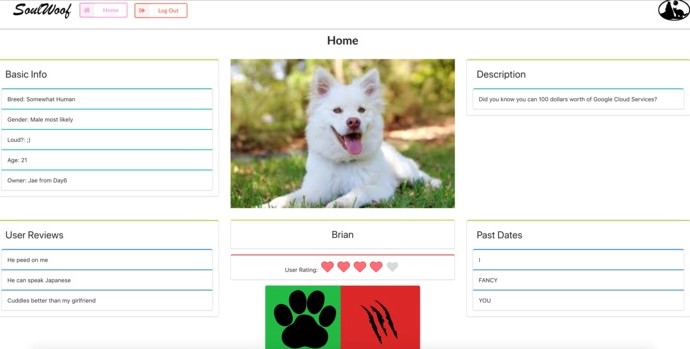 SoulWoof
Home
Log Out
Home
Basic Info
Breed: Somewhat Human
Gender: Male most likely
Loud?: ;)
Age: 21
Owner: Jae from Day6
Description
Did you know you can 100 dollars worth of Google Cloud Services?
User Reviews
He peed on me
He can speak Japanese
Cuddles better than my girlfriend
Brian
User Rating:
Past Dates
I
FANCY
YOU